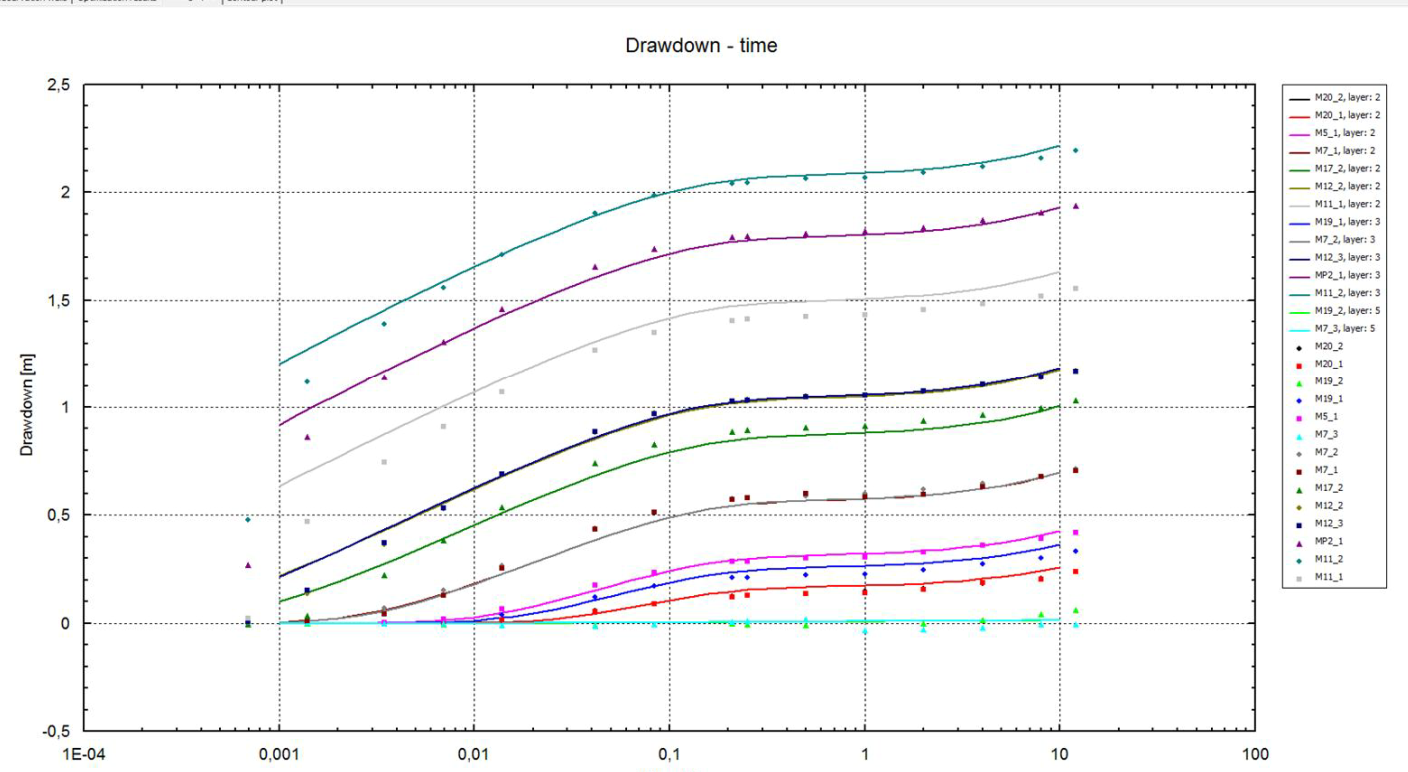 Drawdown - time
2,5
2
1,5
1
0,5
0
-0,5
Drawdown [m]
1E-04
0,001
0,01
0,1
1
10
100
M20_2, layer: 2
M20_1, layer: 2
M5_1, layer: 2
M7_1, layer: 2
M17_2, layer: 2
M12_2, layer: 2
M11_1, layer: 2
M19_1, layer: 3
M7_2, layer: 3
M12_3, layer: 3
MP2_1, layer: 3
M11_2, layer: 3
M19_2, layer: 5
M7_3, layer: 5
M20_2
M20_1
M19_2
M19_1
M5_1
M7_3
M7_2
M7_1
M17_2
M12_2
M12_3
MP2_1
M11_2
M11_1